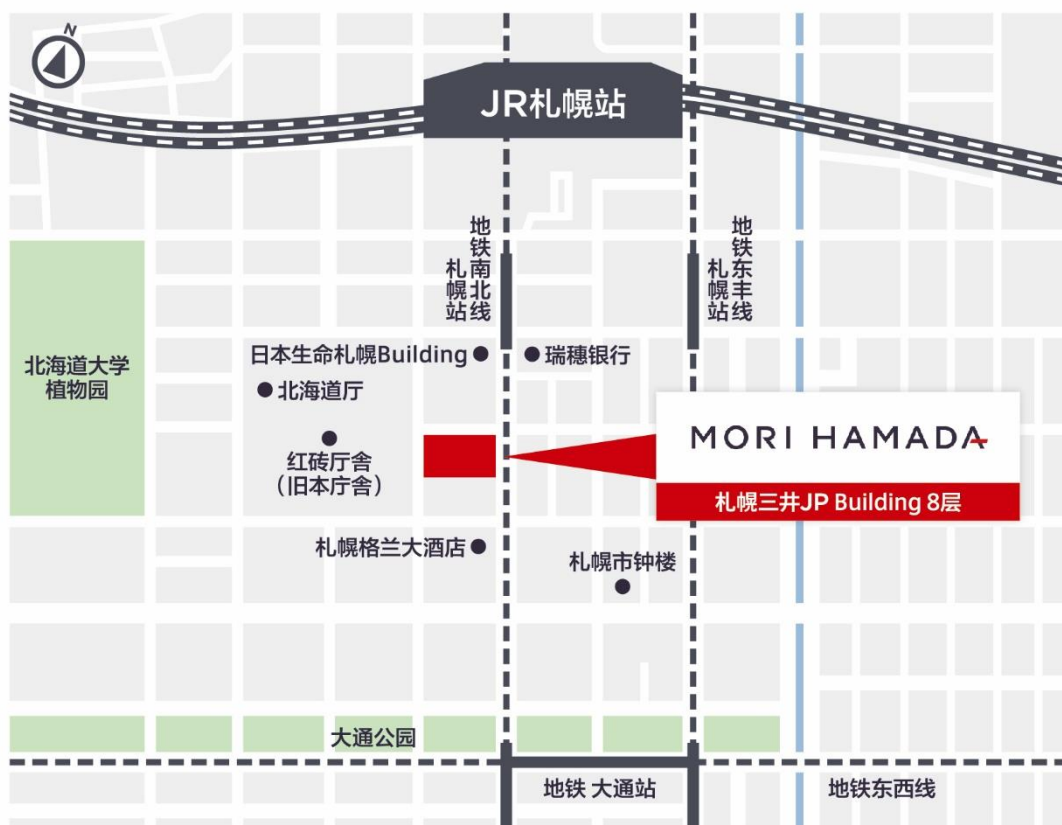 N
JR札幌站
地铁南北线
札幌站
地铁东丰线
札幌站
北海道大学
植物园
日本生命札幌Building
瑞穗银行
北海道厅
红砖厅舍
（旧本庁舍）
MORI HAMADA
札幌三井JP Building 8层
札幌格兰大酒店
札幌市钟楼
大通公园
地铁 大通站
地铁东西线